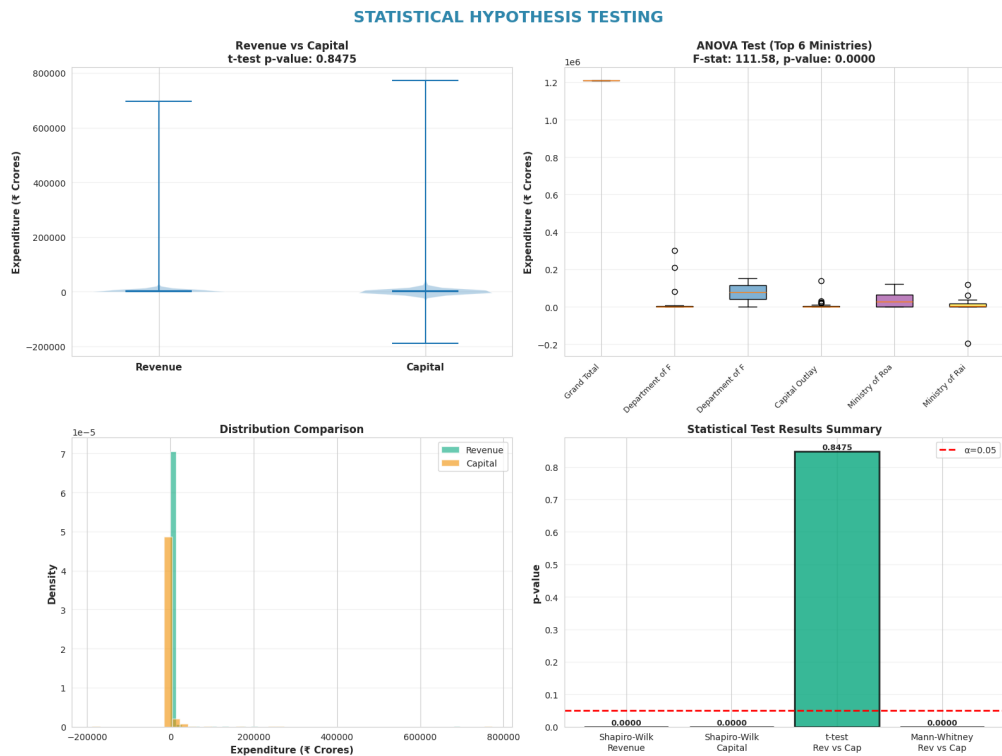 STATISTICAL HYPOTHESIS TESTING
Revenue vs Capital
t-test p-value: 0.8475
Expenditure (₹ Crores)
800000
600000
400000
200000
0
−200000
Revenue
Capital
ANOVA Test (Top 6 Ministries)
F-stat: 111.58, p-value: 0.0000
1e6
Expenditure (₹ Crores)
1.2
1.0
0.8
0.6
0.4
0.2
0.0
−0.2
Grand Total
Department of F
Department of F
Capital Outlay
Ministry of Roa
Ministry of Rai
Distribution Comparison
1e−5
Density
7
6
5
4
3
2
1
0
Revenue
Capital
−200000
0
200000
400000
600000
800000
Expenditure (₹ Crores)
Statistical Test Results Summary
p-value
0.8
0.7
0.6
0.5
0.4
0.3
0.2
0.1
0.0
α=0.05
0.0000
0.0000
0.8475
0.0000
Shapiro-Wilk
Revenue
Shapiro-Wilk
Capital
t-test
Rev vs Cap
Mann-Whitney
Rev vs Cap